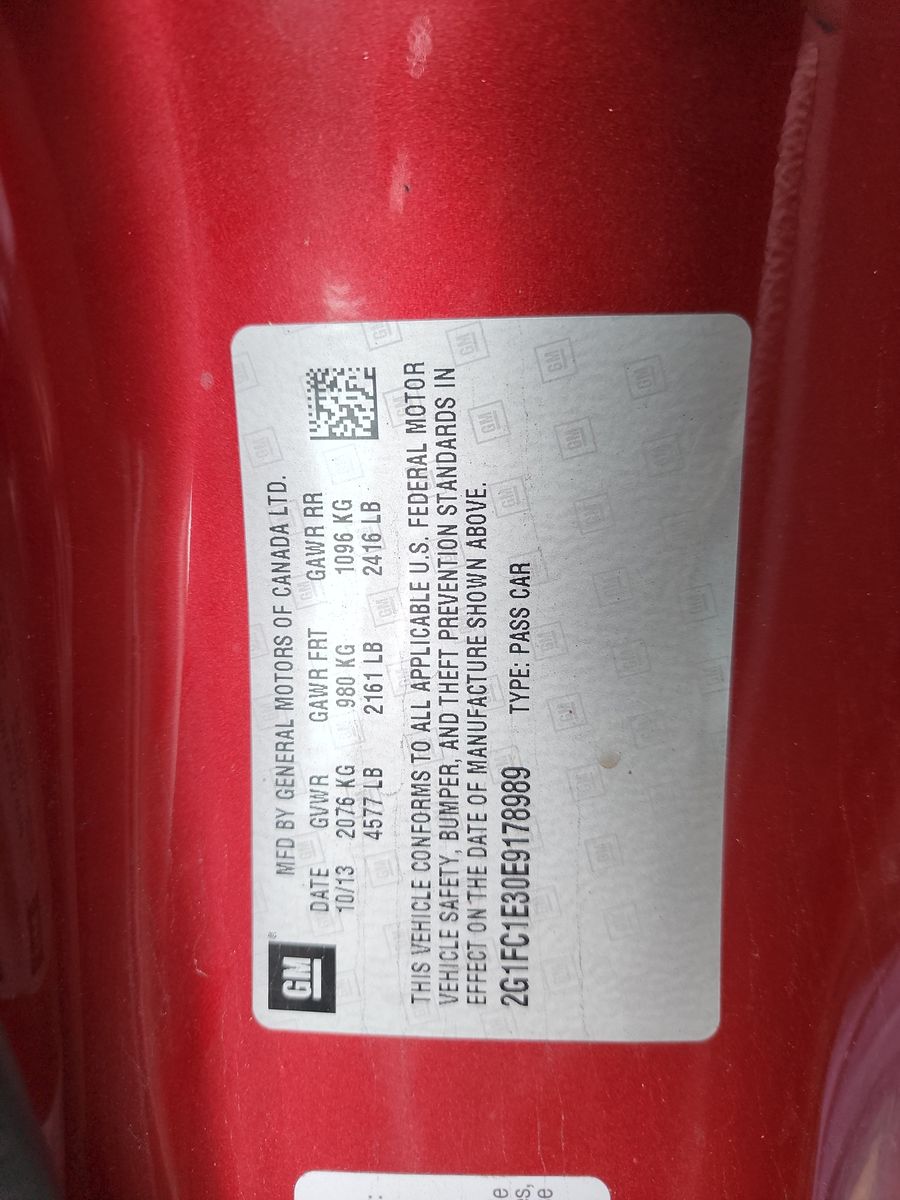 GM®
MFD BY GENERAL MOTORS OF CANADA LTD.
DATE GVWR GAWR FRT GAWR RR
10/13 2076 KG 980 KG 1096 KG
4577 LB 2161 LB 2416 LB
THIS VEHICLE CONFORMS TO ALL APPLICABLE U.S. FEDERAL MOTOR
VEHICLE SAFETY, BUMPER, AND THEFT PREVENTION STANDARDS IN
EFFECT ON THE DATE OF MANUFACTURE SHOWN ABOVE.
2G1FC1E30E9178989 TYPE: PASS CAR